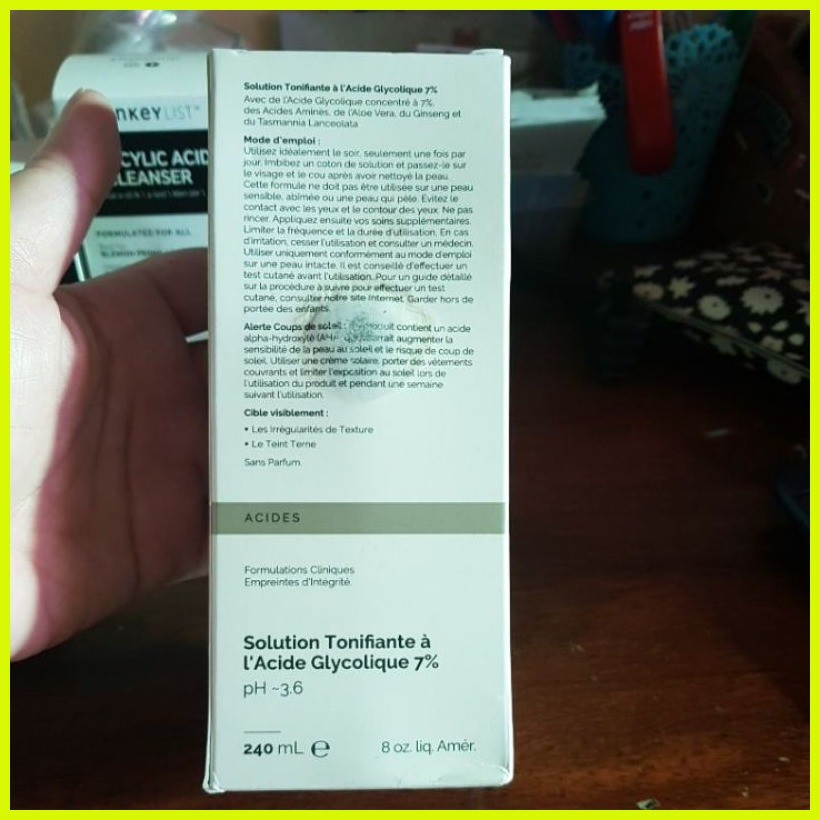 Solution Tonifiante à l'Acide Glycolique 7%
Avec de l'Acide Glycolique concentré à 7%,
des Acides Aminés, de l'Aloe Vera, du Ginseng et
du Tasmannia Lanceolata
Mode d'emploi :
Utilisez idéalement le soir, seulement une fois par
jour. Imbibez un coton de solution et passez-le sur
le visage et le cou après avoir nettoyé la peau.
Cette formule ne doit pas être utilisée sur une peau
sensible, abîmée ou une peau qui pèle. Évitez le
contact avec les yeux et le contour des yeux. Ne pas
rincer. Appliquez ensuite vos soins supplémentaires.
Limiter la fréquence et la durée d'utilisation. En cas
d'irritation, cesser l'utilisation et consulter un médecin.
Utiliser uniquement conformément au mode d'emploi
sur une peau intacte. Il est conseillé d'effectuer un
test cutané avant l'utilisation. Pour un guide détaillé
sur la procédure à suivre pour effectuer un test
cutané, consulter notre site Internet. Garder hors de
portée des enfants.
Alerte Coups de soleil : contient un acide
alpha-hydroxylé augmenter la
sensibilité de la peau au soleil et le risque de coup de
soleil. Utiliser une crème solaire, porter des vêtements
couvrants et limiter l'exposition au soleil lors de
l'utilisation du produit et pendant une semaine
suivant l'utilisation.
Cible visiblement :
• Les Irrégularités de Texture
• Le Teint Terne
Sans Parfum.
ACIDES
Formulations Cliniques
Empreintes d'Intégrité.
Solution Tonifiante à
l'Acide Glycolique 7%
pH ~3.6
240 mL ℮ 8 oz. liq. Amér.
NKEY LIST™
CYLIC ACID
LEANSER
FORMULATED FOR ALL